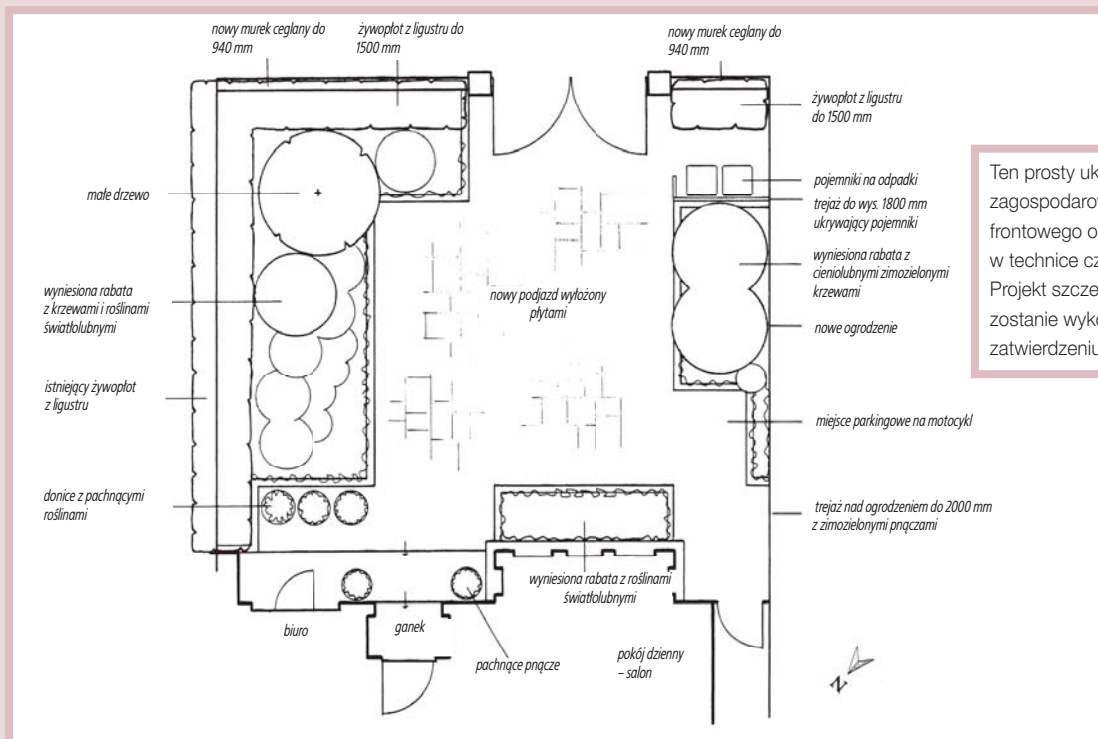 nowy murek ceglany do
940 mm
żywopłot z ligustru do
1500 mm
nowy murek ceglany do
940 mm
żywopłot z ligustru
do 1500 mm
małe drzewo
pojemniki na odpadki
trejaż do wys. 1800 mm
ukrywający pojemniki
wyniesiona rabata z
cieniolubnymi zimozielonymi
krzewami
wyniesiona rabata
z krzewami i roślinami
światłolubnymi
nowy podjazd wyłożony
płytami
nowe ogrodzenie
istniejący żywopłot
z ligustru
miejsce parkingowe na motocykl
donice z pachnącymi
roślinami
trejaż nad ogrodzeniem do 2000 mm
z zimozielonymi pnączami
wyniesiona rabata z roślinami
światłolubnymi
biuro
ganek
pachnące pnącze
pokój dzienny
– salon
N
Ten prosty uk
zagospodarow
frontowego o
w technice cz
Projekt szcze
zostanie wyko
zatwierdzeniu